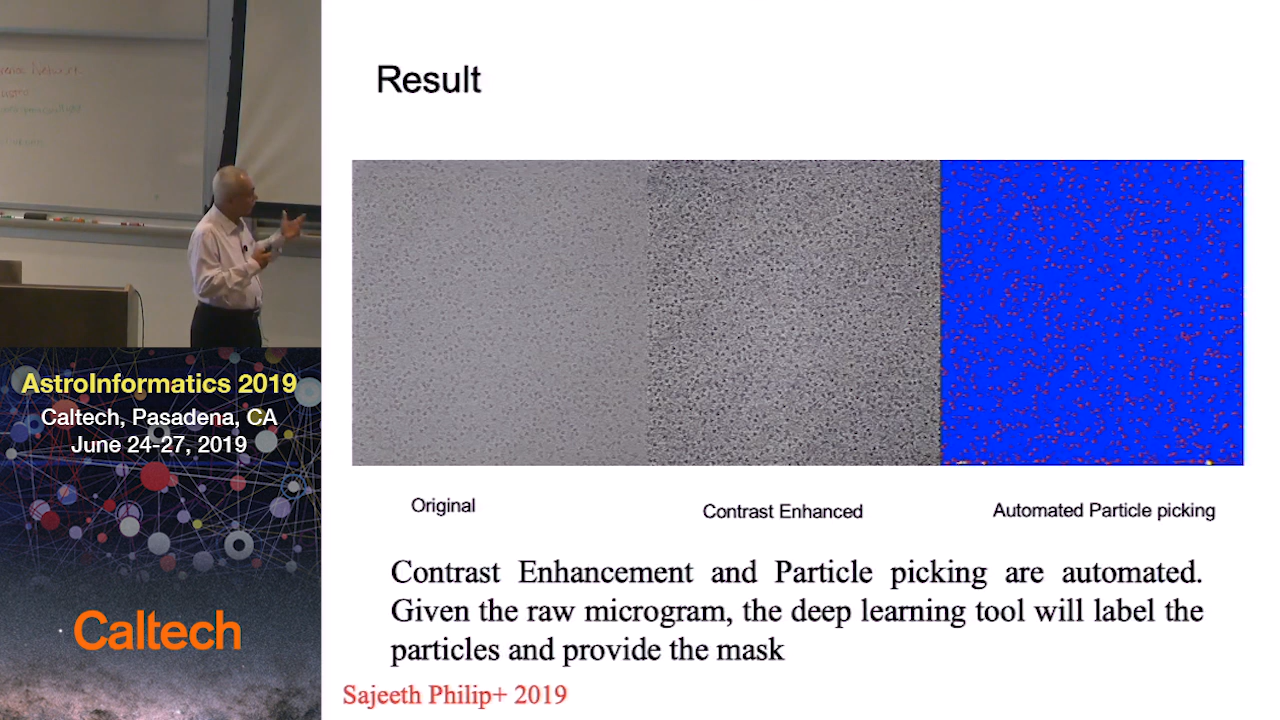 Result
Original
Contrast Enhanced
Automated Particle picking
Contrast Enhancement and Particle picking are automated.
Given the raw microgram, the deep learning tool will label the
particles and provide the mask
Sajeeth Philip+ 2019
AstroInformatics 2019
Caltech, Pasadena, CA
June 24-27, 2019
Caltech